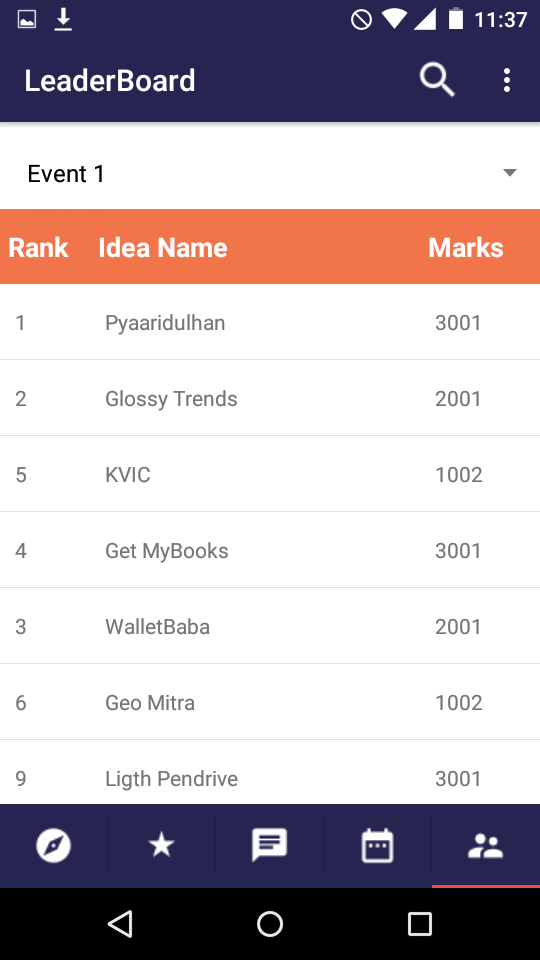 11:37
LeaderBoard
Event 1
Rank Idea Name Marks
1 Pyaaridulhan 3001
2 Glossy Trends 2001
5 KVIC 1002
4 Get MyBooks 3001
3 WalletBaba 2001
6 Geo Mitra 1002
9 Ligth Pendrive 3001